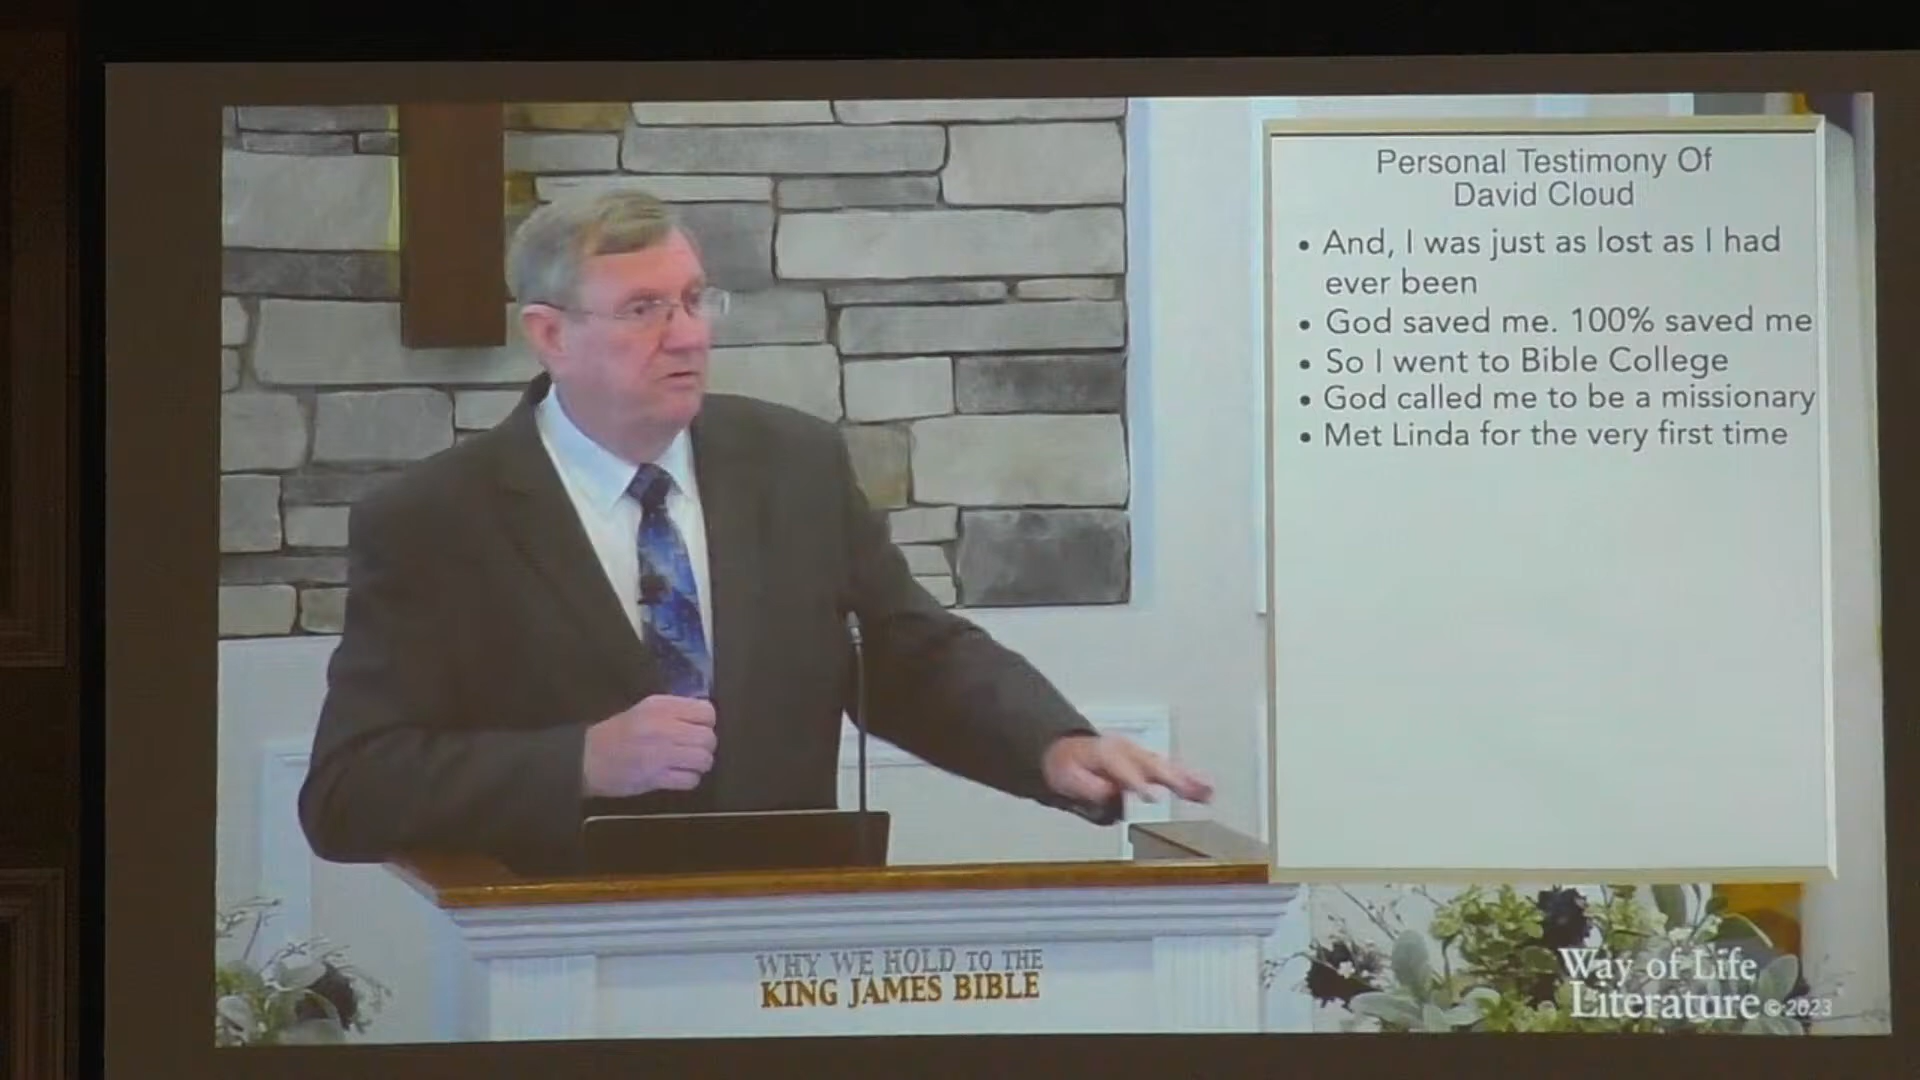 Personal Testimony Of
David Cloud
• And, I was just as lost as I had
ever been
• God saved me. 100% saved me
• So I went to Bible College
• God called me to be a missionary
• Met Linda for the very first time
WHY WE HOLD TO THE
KING JAMES BIBLE
Way of Life
Literature © 2023